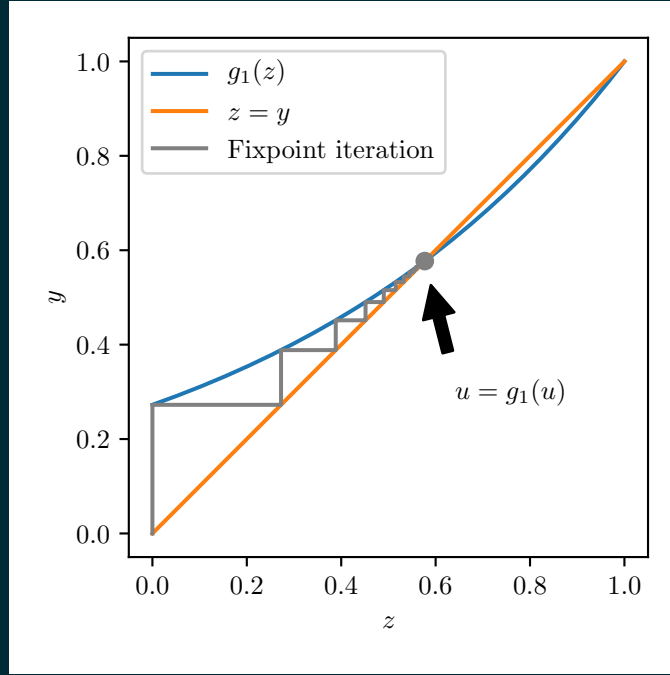 g₁(z)
z = y
Fixpoint iteration
1.0
0.8
0.6
0.4
0.2
0.0
y
u = g₁(u)
0.0 0.2 0.4 0.6 0.8 1.0
z